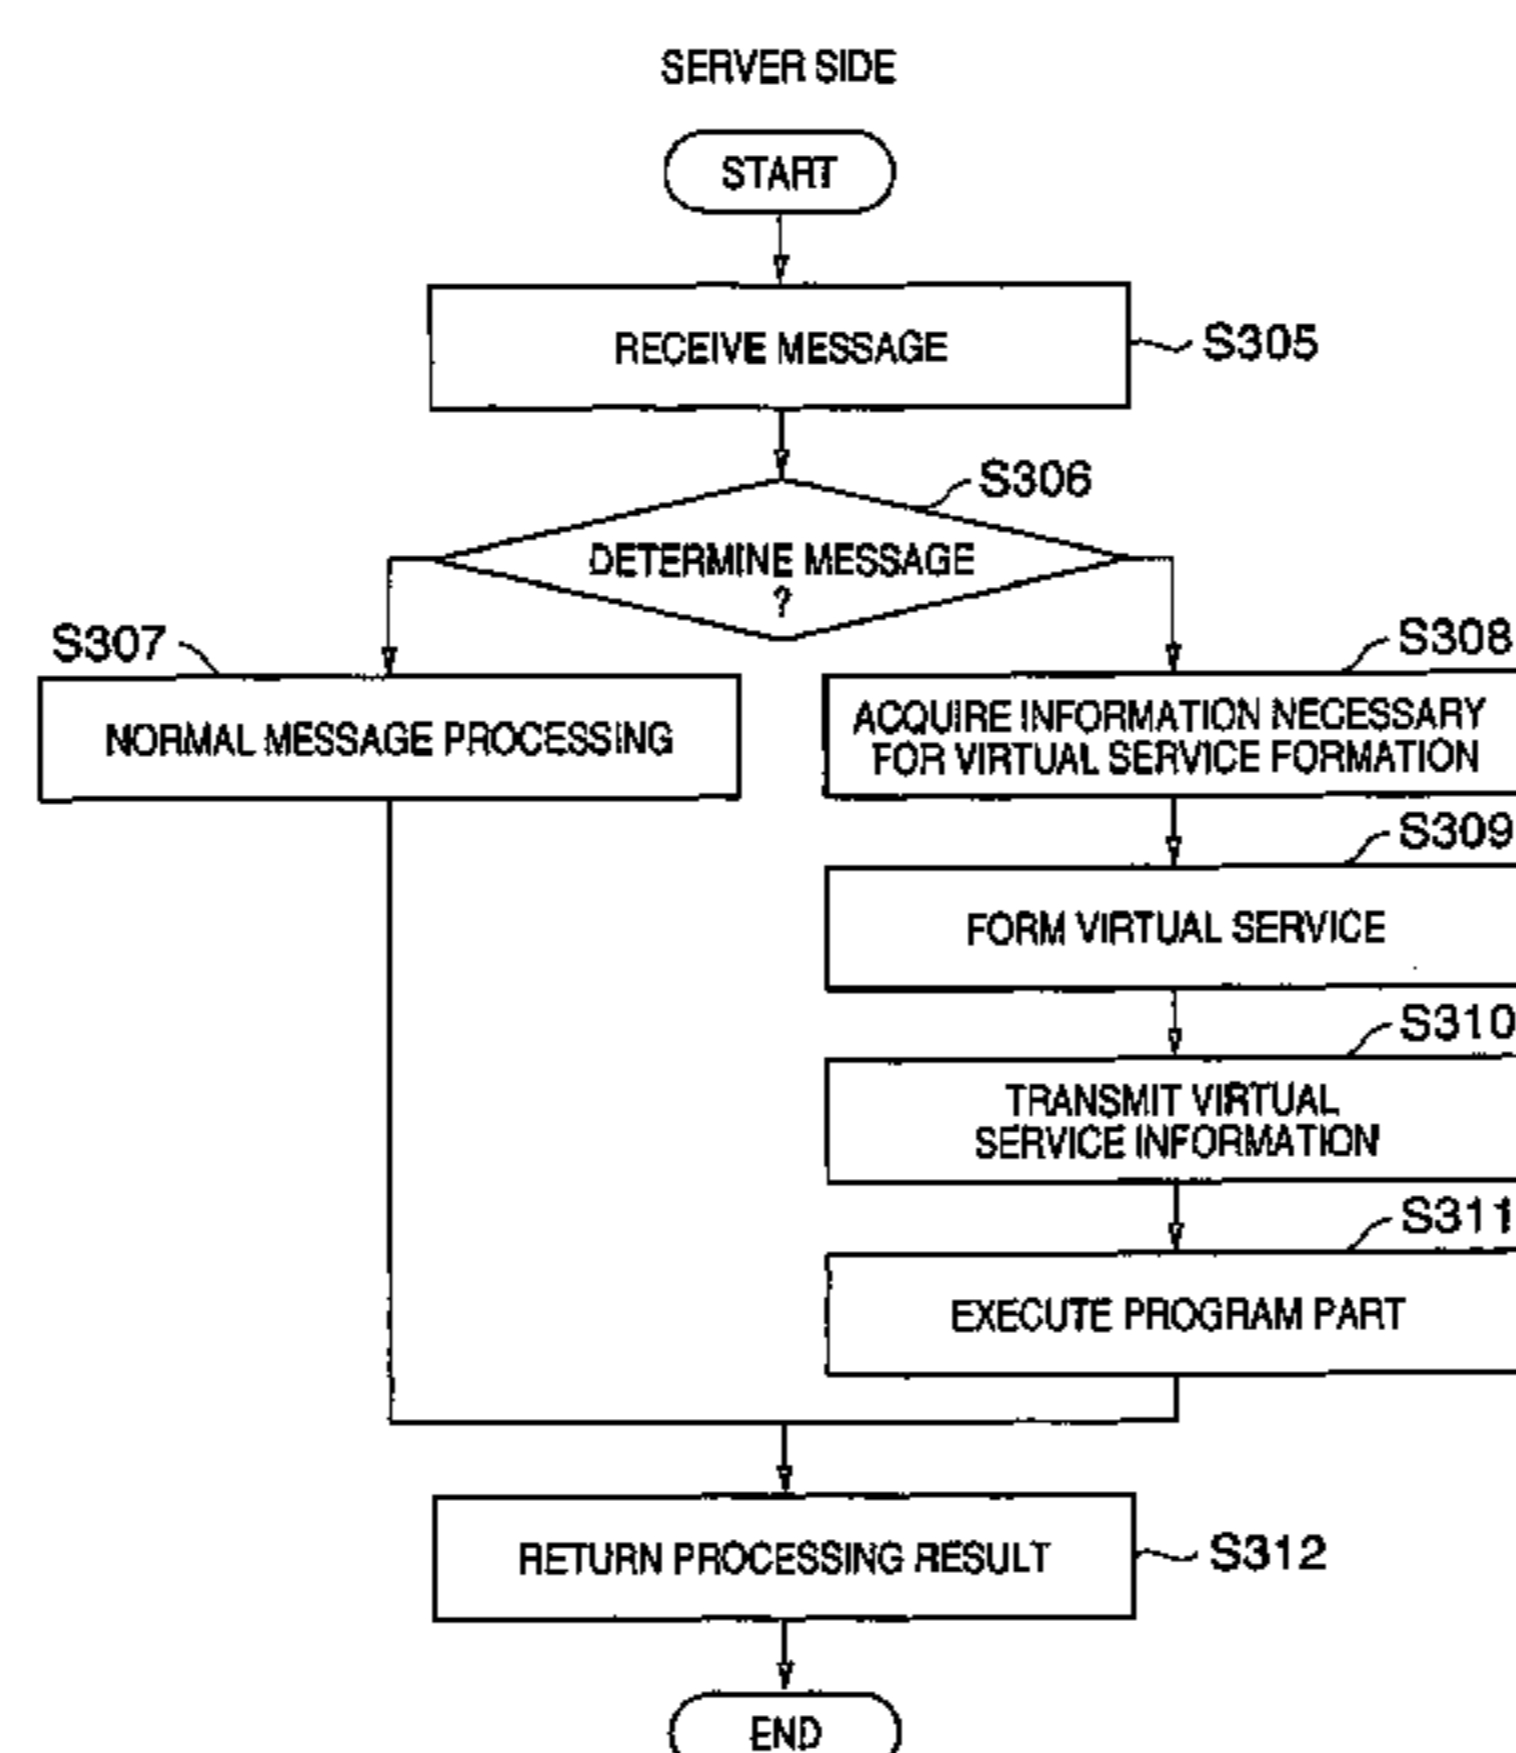 SERVER SIDE
START
RECEIVE MESSAGE
S305
S306
DETERMINE MESSAGE
?
S307
NORMAL MESSAGE PROCESSING
S308
ACQUIRE INFORMATION NECESSARY
FOR VIRTUAL SERVICE FORMATION
S309
FORM VIRTUAL SERVICE
S310
TRANSMIT VIRTUAL
SERVICE INFORMATION
S311
EXECUTE PROGRAM PART
RETURN PROCESSING RESULT
S312
END